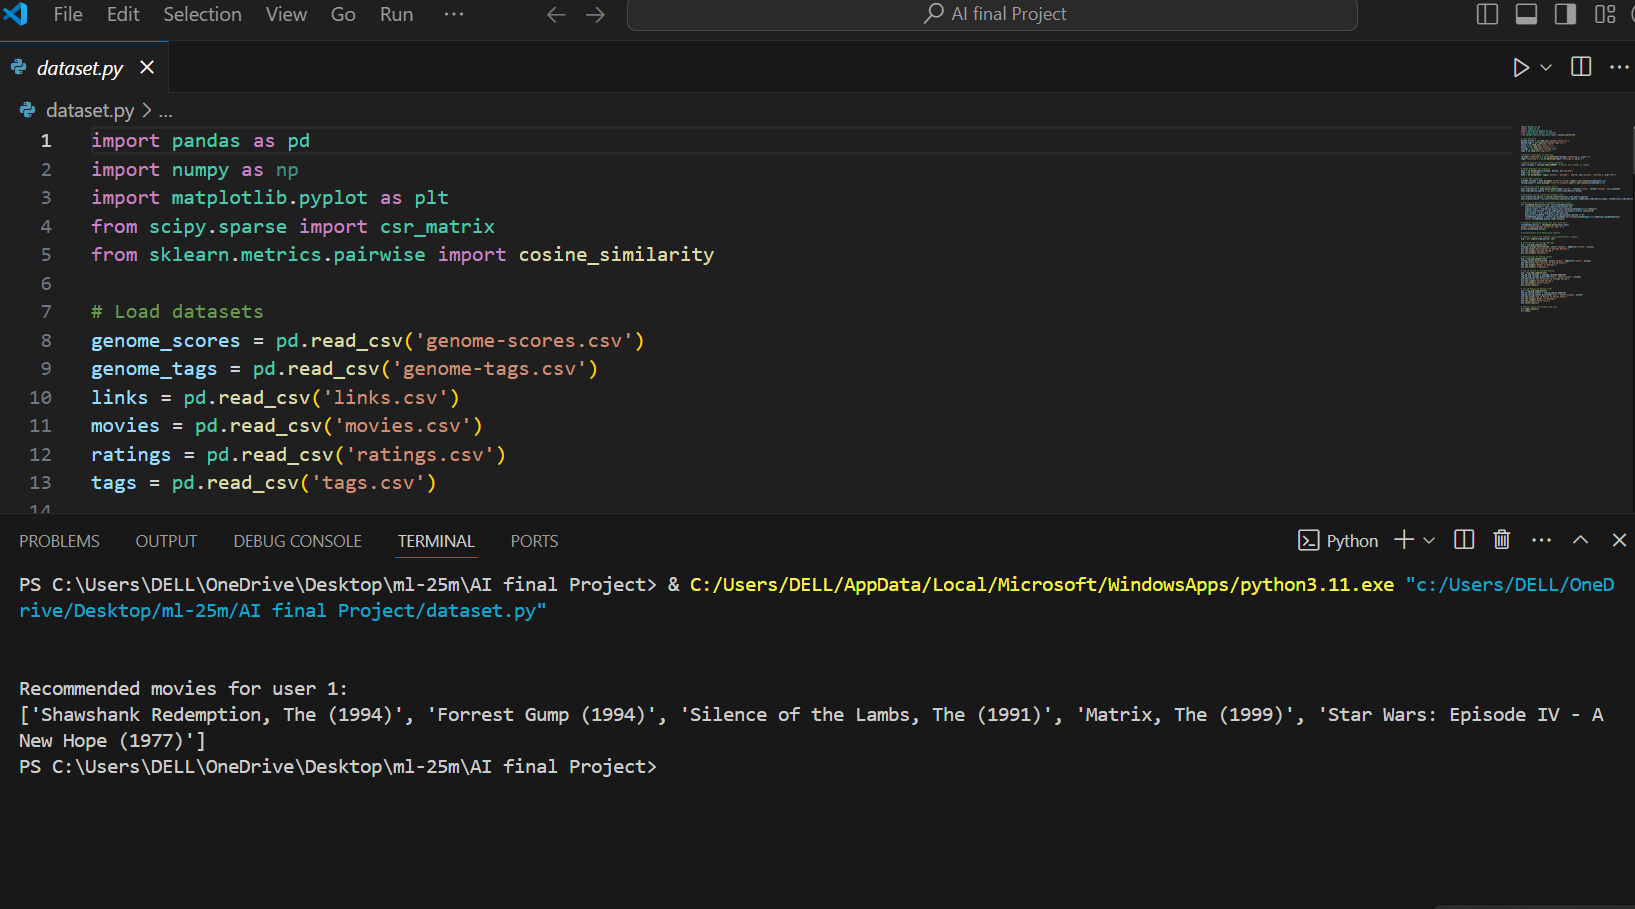 File Edit Selection View Go Run ...
AI final Project
dataset.py
dataset.py > ...
1 import pandas as pd
2 import numpy as np
3 import matplotlib.pyplot as plt
4 from scipy.sparse import csr_matrix
5 from sklearn.metrics.pairwise import cosine_similarity
6
7 # Load datasets
8 genome_scores = pd.read_csv('genome-scores.csv')
9 genome_tags = pd.read_csv('genome-tags.csv')
10 links = pd.read_csv('links.csv')
11 movies = pd.read_csv('movies.csv')
12 ratings = pd.read_csv('ratings.csv')
13 tags = pd.read_csv('tags.csv')
14
PROBLEMS OUTPUT DEBUG CONSOLE TERMINAL PORTS
Python
PS C:\Users\DELL\OneDrive\Desktop\ml-25m\AI final Project> & C:/Users/DELL/AppData/Local/Microsoft/WindowsApps/python3.11.exe "c:/Users/DELL/OneD
rive/Desktop/ml-25m/AI final Project/dataset.py"
Recommended movies for user 1:
['Shawshank Redemption, The (1994)', 'Forrest Gump (1994)', 'Silence of the Lambs, The (1991)', 'Matrix, The (1999)', 'Star Wars: Episode IV - A
New Hope (1977)']
PS C:\Users\DELL\OneDrive\Desktop\ml-25m\AI final Project>